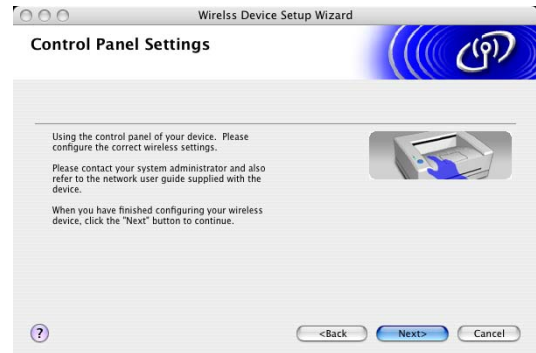 Wirelss Device Setup Wizard
Control Panel Settings
Using the control panel of your device. Please
configure the correct wireless settings.
Please contact your system administrator and also
refer to the network user guide supplied with the
device.
When you have finished configuring your wireless
device, click the "Next" button to continue.
?
<Back
Next>
Cancel